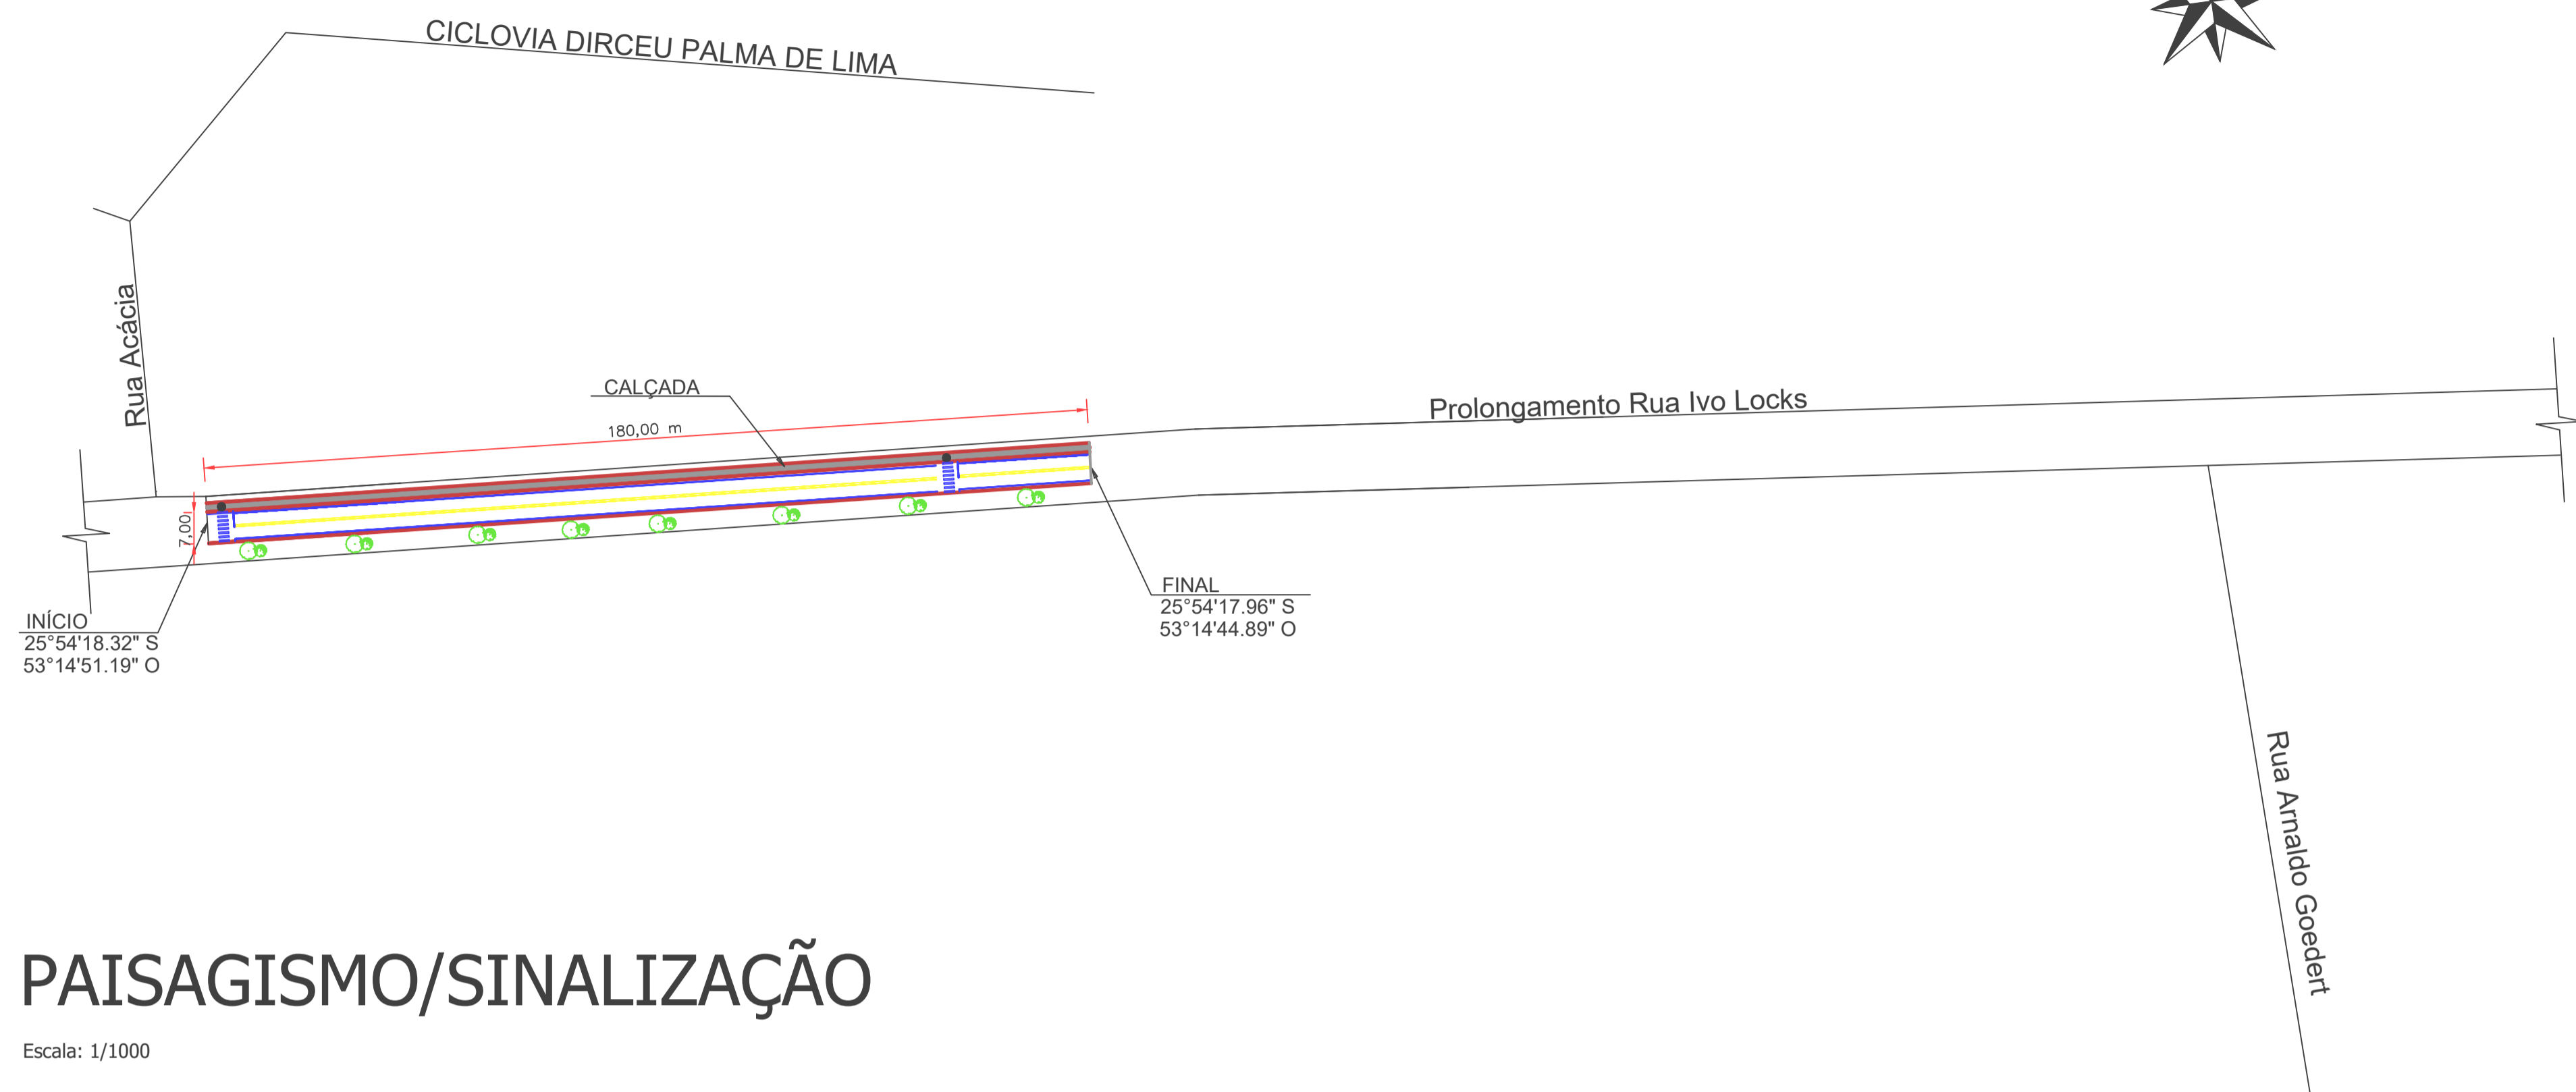 CICLOVIA DIRCEU PALMA DE LIMA
Rua Acácia
CALÇADA
180,00 m
Prolongamento Rua Ivo Locks
7,00
INÍCIO
25°54'18.32" S
53°14'51.19" O
FINAL
25°54'17.96" S
53°14'44.89" O
Rua Arnaldo Goedert
PAISAGISMO/SINALIZAÇÃO
Escala: 1/1000